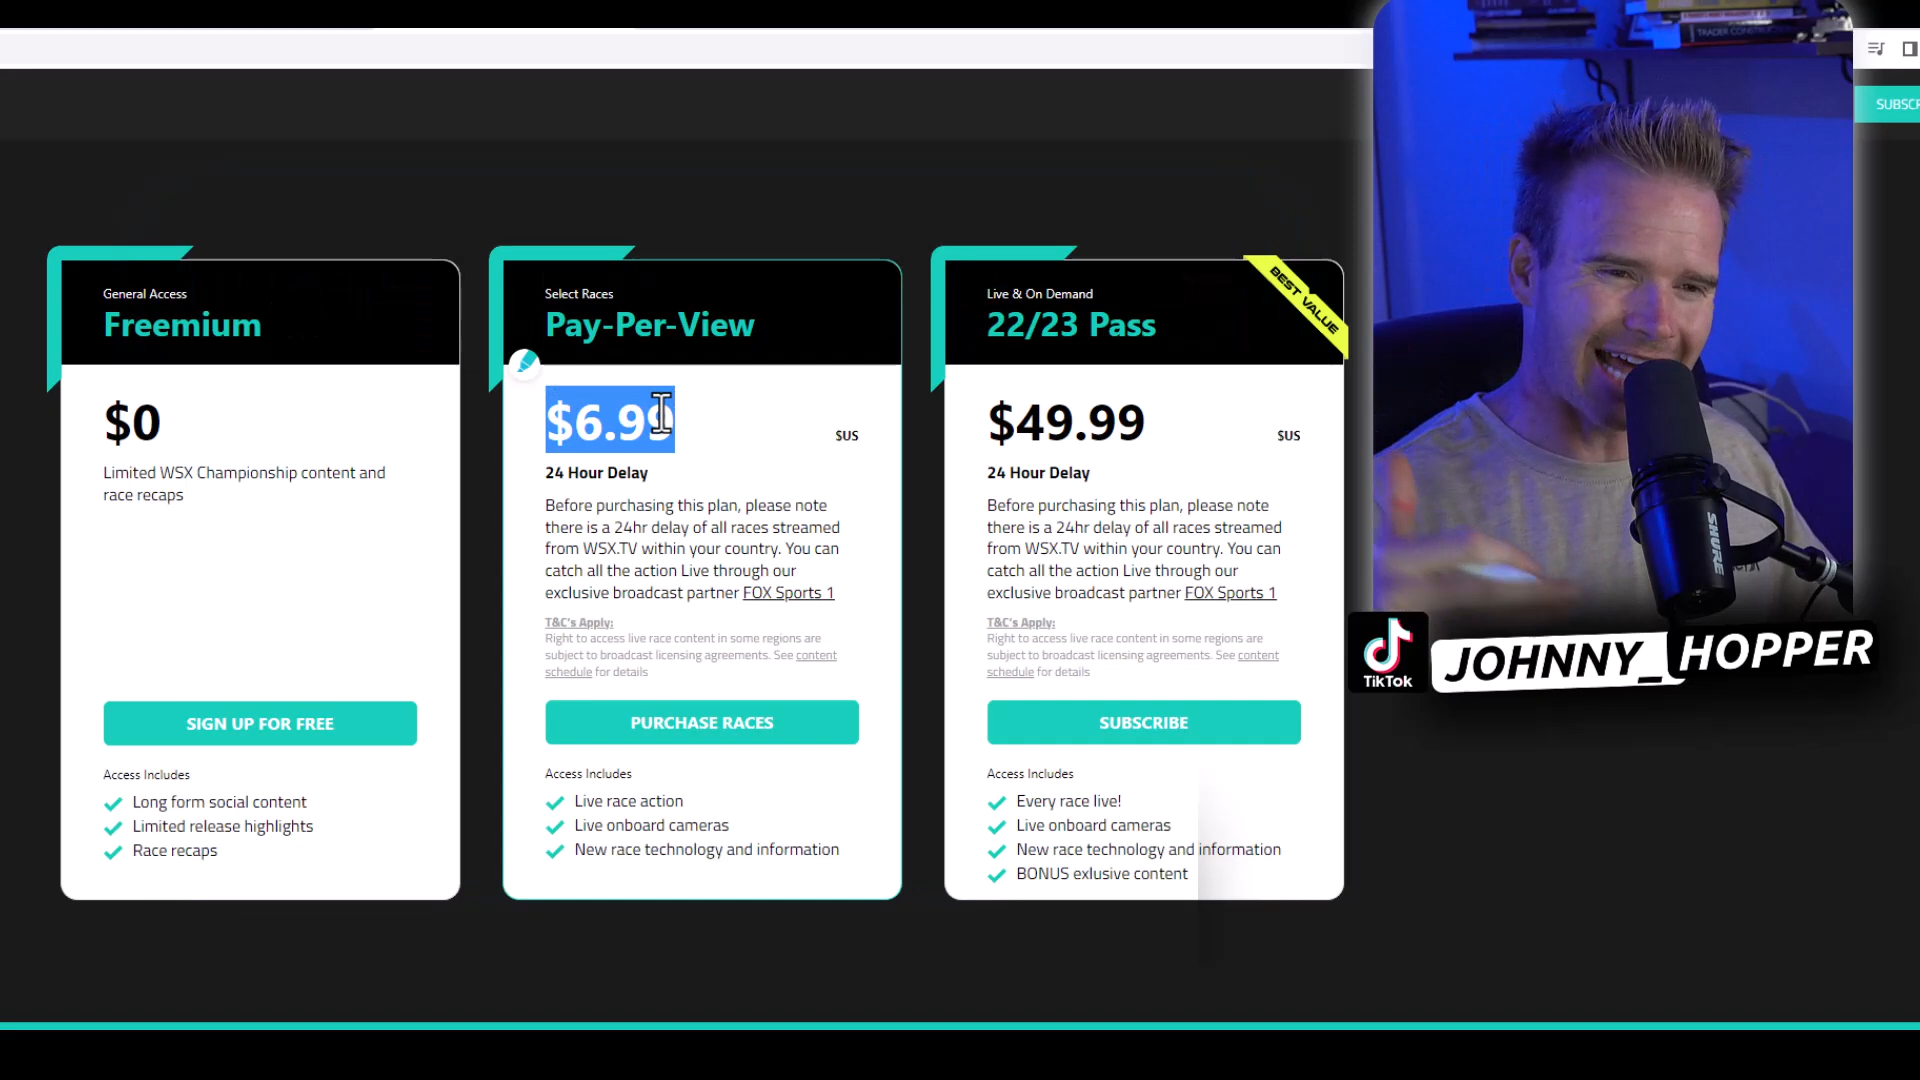 TRADER CONSTRUCTION
SUBSCR
General Access
Freemium
$0
Limited WSX Championship content and
race recaps
SIGN UP FOR FREE
Access Includes
Long form social content
Limited release highlights
Race recaps
Select Races
Pay-Per-View
$6.99
$US
24 Hour Delay
Before purchasing this plan, please note
there is a 24hr delay of all races streamed
from WSX.TV within your country. You can
catch all the action Live through our
exclusive broadcast partner FOX Sports 1
T&C's Apply:
Right to access live race content in some regions are
subject to broadcast licensing agreements. See content
schedule for details
PURCHASE RACES
Access Includes
Live race action
Live onboard cameras
New race technology and information
BEST VALUE
Live & On Demand
22/23 Pass
$49.99
$US
24 Hour Delay
Before purchasing this plan, please note
there is a 24hr delay of all races streamed
from WSX.TV within your country. You can
catch all the action Live through our
exclusive broadcast partner FOX Sports 1
T&C's Apply:
Right to access live race content in some regions are
subject to broadcast licensing agreements. See content
schedule for details
SUBSCRIBE
Access Includes
Every race live!
Live onboard cameras
New race technology and information
BONUS exlusive content
SHURE
TikTok
JOHNNY_HOPPER